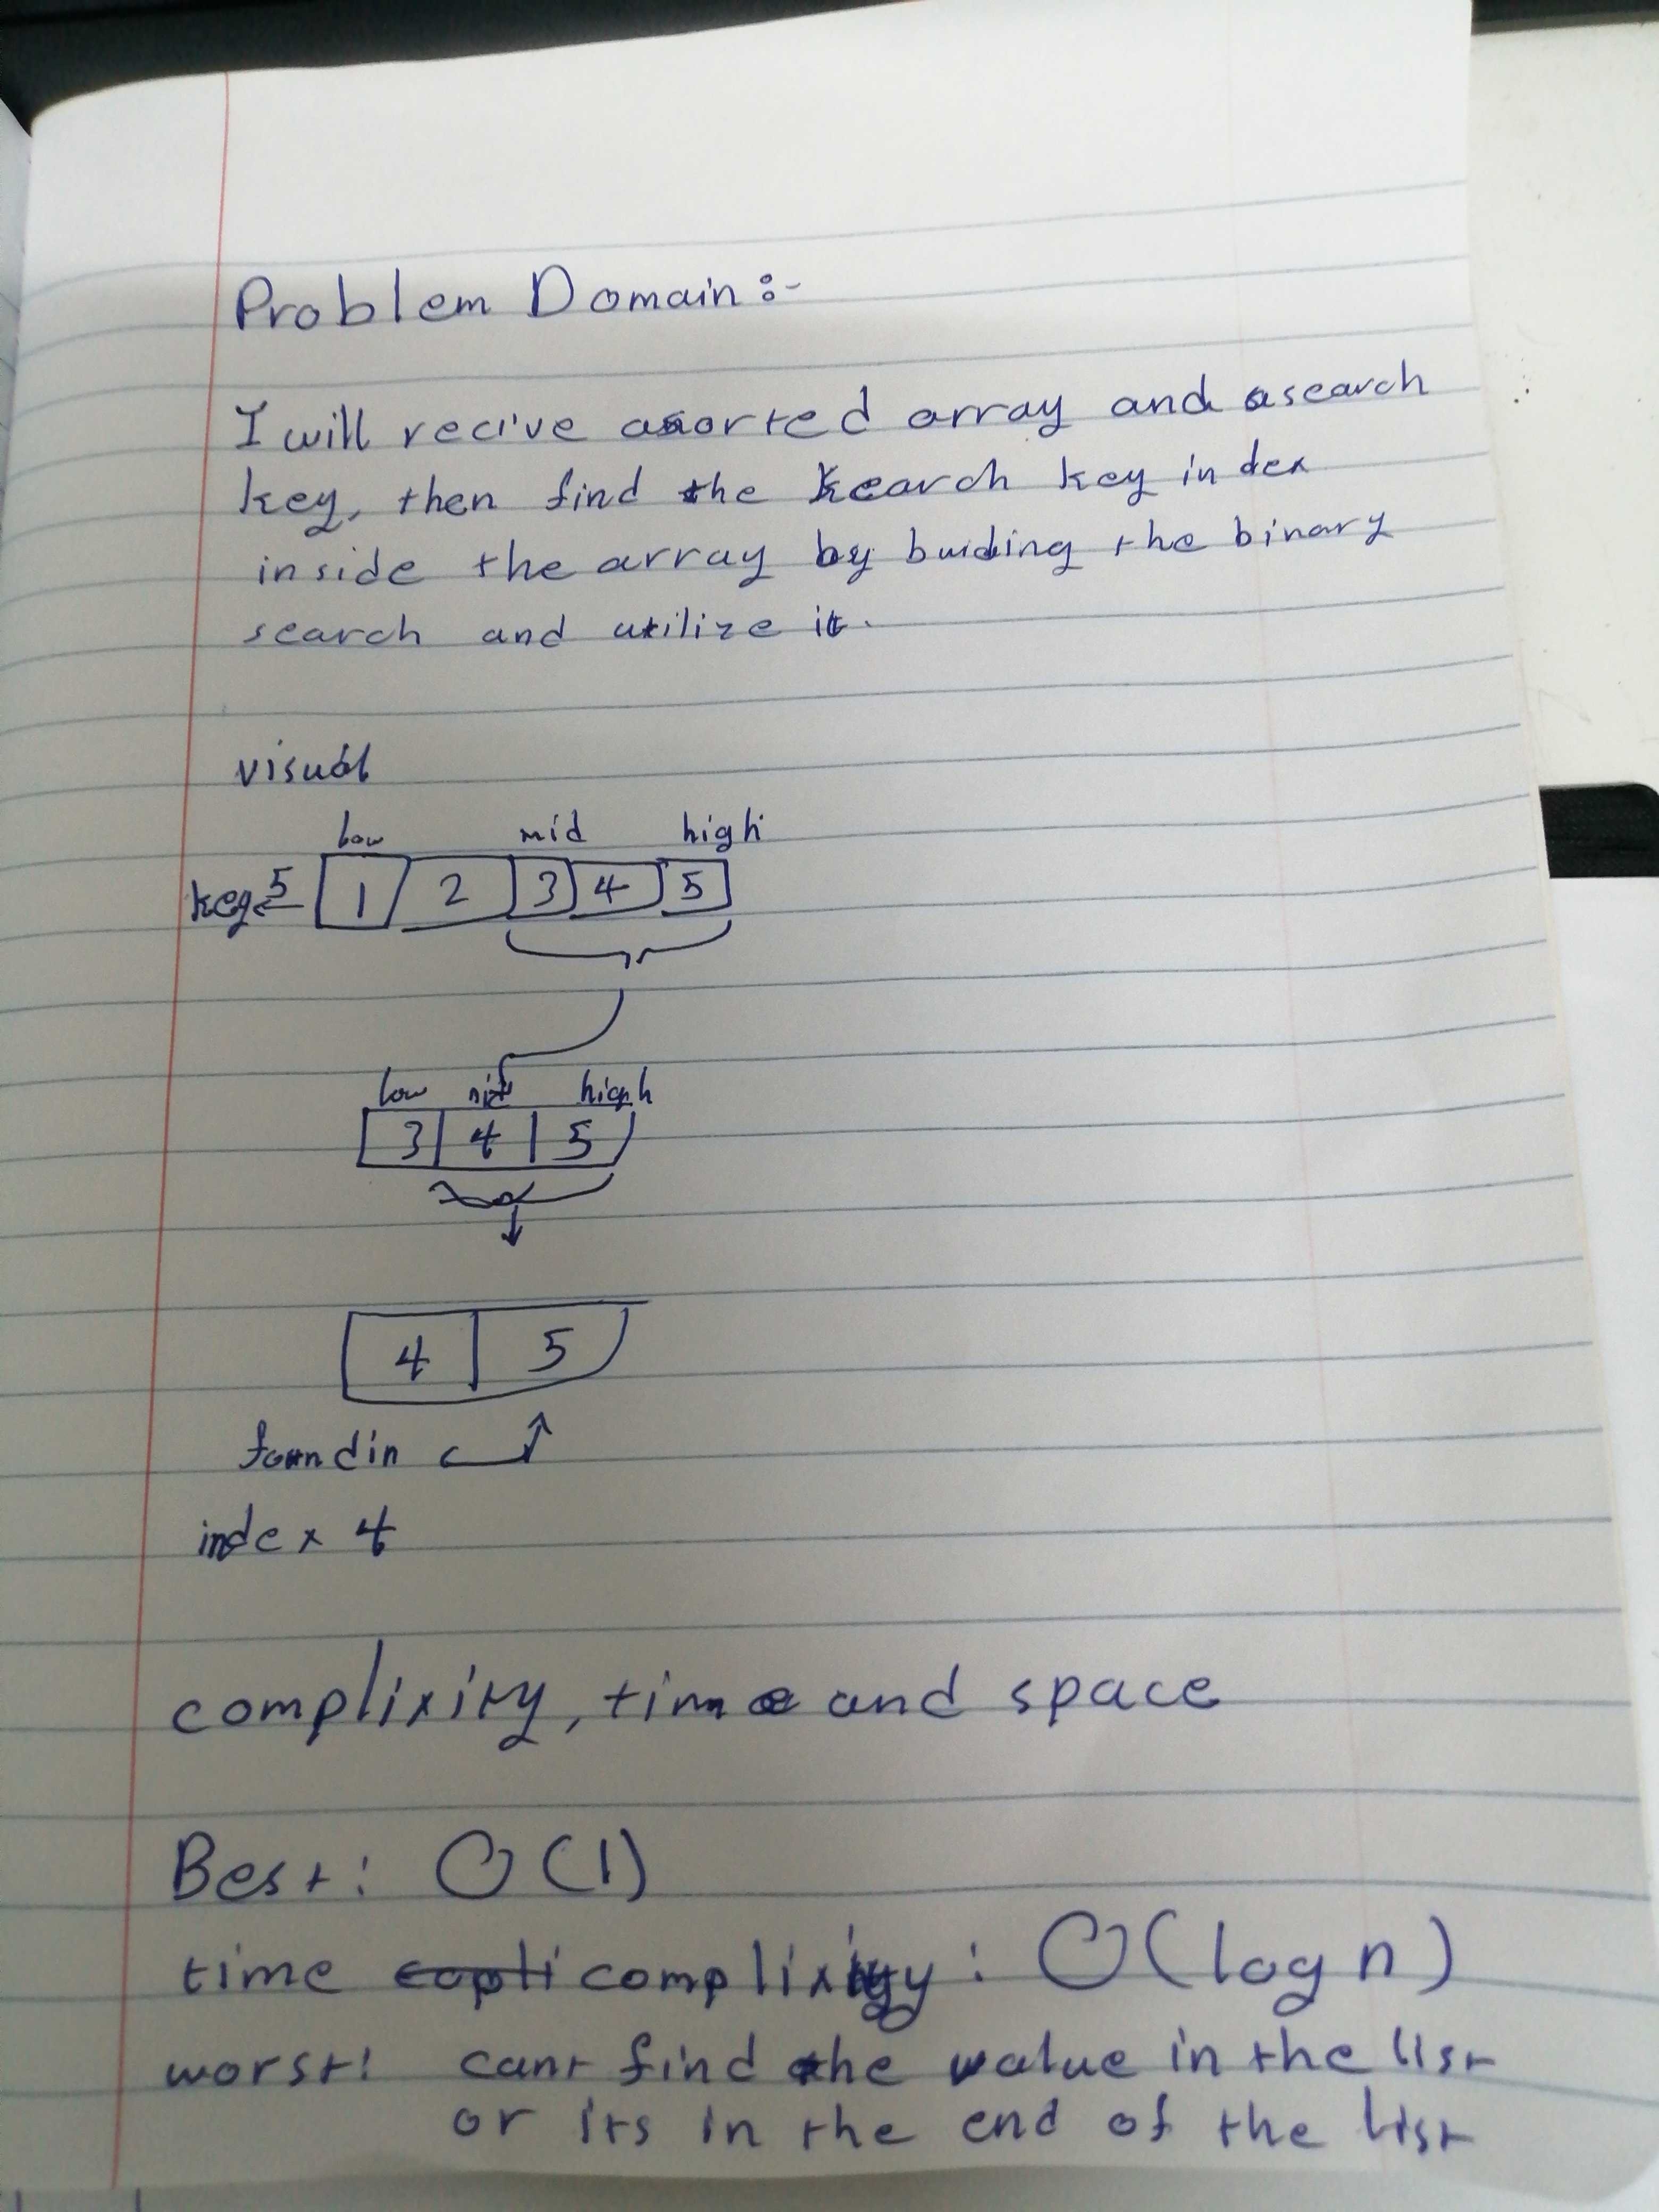 Problem Domain:-
I will recive a sorted array and a search
key, then find the search key index
inside the array by buiding the binary
search and utilize it.
visual
low mid high
key=5 1 2 3 4 5
low mid high
3 4 5
4 5
found in
index 4
complixity, time and space
Best: O(1)
time complixity: O(log n)
worst: cant find the value in the list
or its in the end of the list